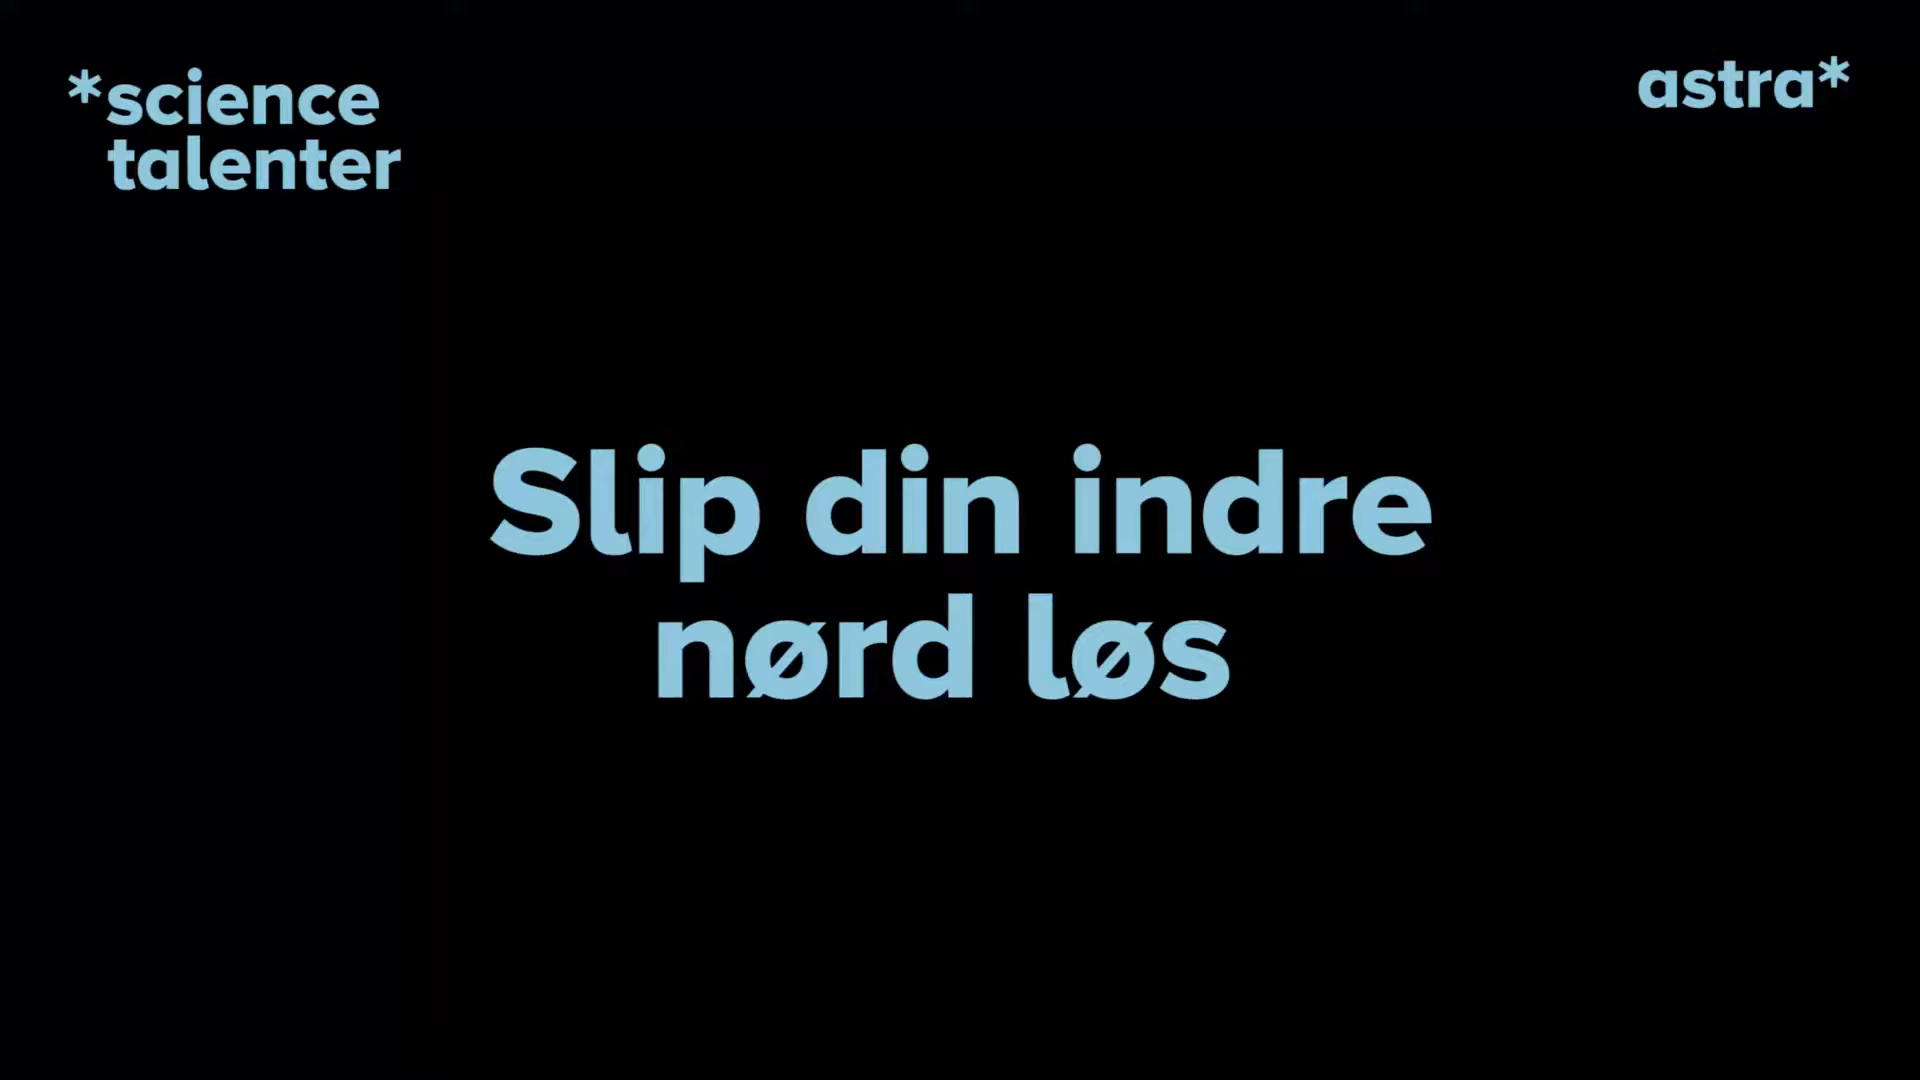 *science
talenter
astra*
Slip din indre
nørd løs